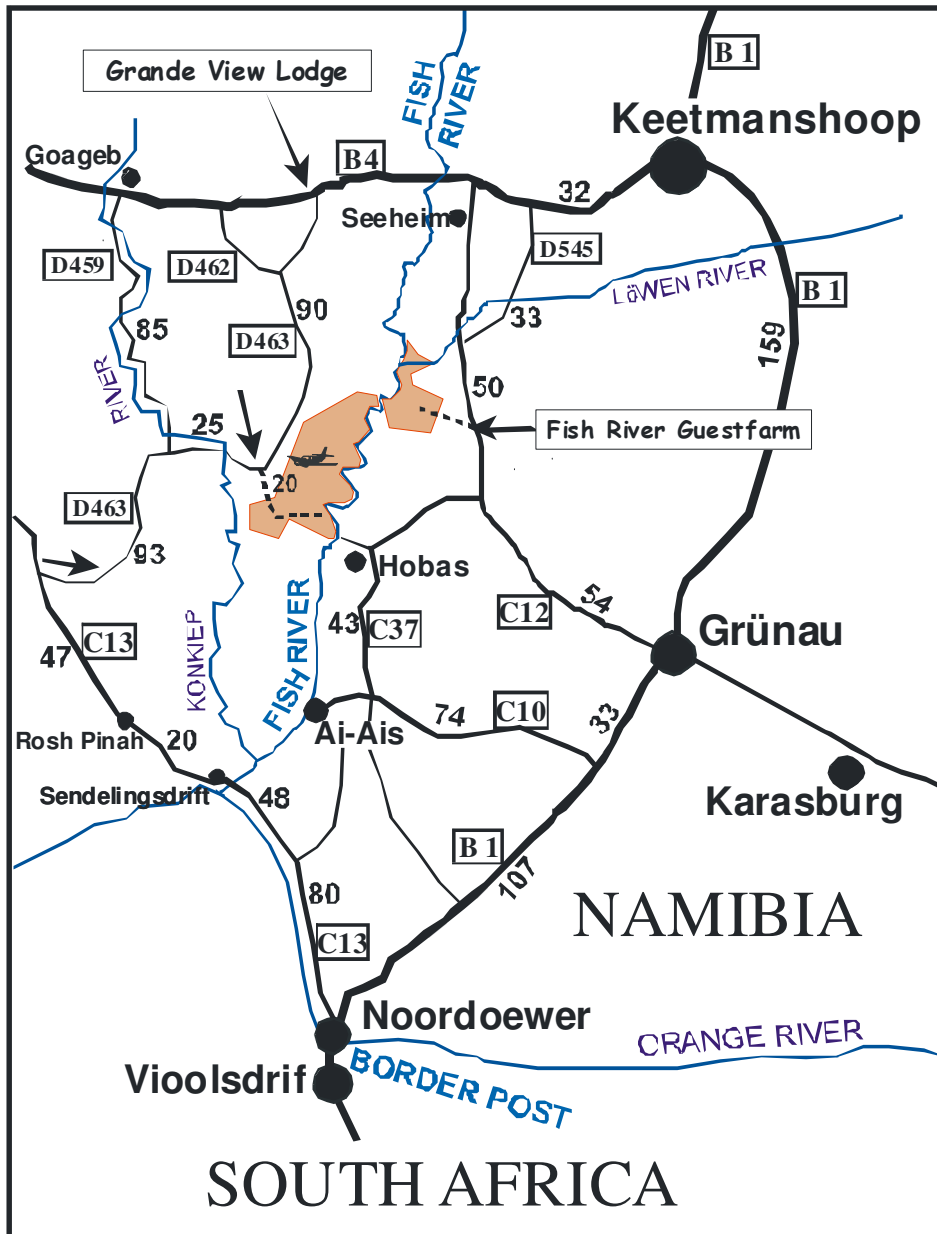 B 1
Grande View Lodge
FISH
RIVER
Keetmanshoop
Goageb
B4
32
Seeheim
D459
D462
D545
LöWEN RIVER
B 1
90
33
85
D463
159
RIVER
50
25
Fish River Guestfarm
20
D463
93
Hobas
54
C12
43
C37
Grünau
47
C13
KONKIEP
FISH RIVER
74
C10
33
Ai-Ais
Rosh Pinah
20
Sendelingsdrift
48
Karasburg
B 1
107
80
NAMIBIA
C13
Noordoewer
ORANGE RIVER
Vioolsdrif
BORDER POST
SOUTH AFRICA